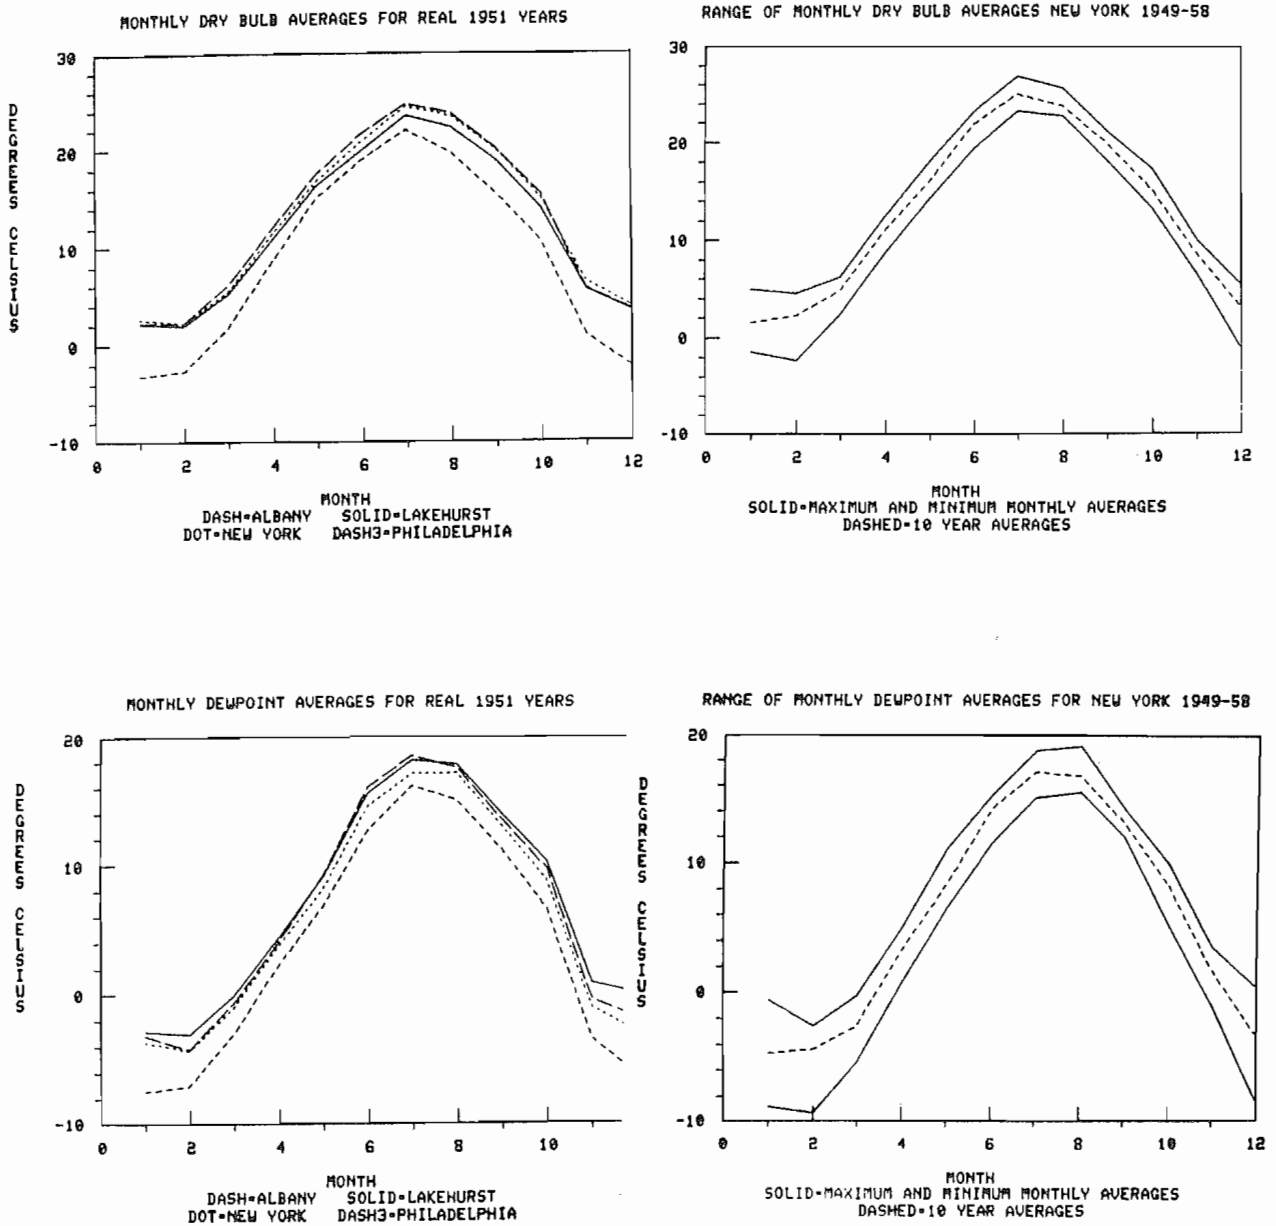 MONTHLY DRY BULB AVERAGES FOR REAL 1951 YEARS
30
20
10
0
-10
DEGREES CELSIUS
0 2 4 6 8 10 12
MONTH
DASH=ALBANY SOLID=LAKEHURST
DOT=NEW YORK DASH3=PHILADELPHIA
RANGE OF MONTHLY DRY BULB AVERAGES NEW YORK 1949-58
30
20
10
0
-10
0 2 4 6 8 10 12
MONTH
SOLID=MAXIMUM AND MINIMUM MONTHLY AVERAGES
DASHED=10 YEAR AVERAGES
MONTHLY DEWPOINT AVERAGES FOR REAL 1951 YEARS
20
10
0
-10
DEGREES CELSIUS
0 2 4 6 8 10
MONTH
DASH=ALBANY SOLID=LAKEHURST
DOT=NEW YORK DASH3=PHILADELPHIA
RANGE OF MONTHLY DEWPOINT AVERAGES FOR NEW YORK 1949-58
20
10
0
-10
DEGREES CELSIUS
0 2 4 6 8 10 12
MONTH
SOLID=MAXIMUM AND MINIMUM MONTHLY AVERAGES
DASHED=10 YEAR AVERAGES